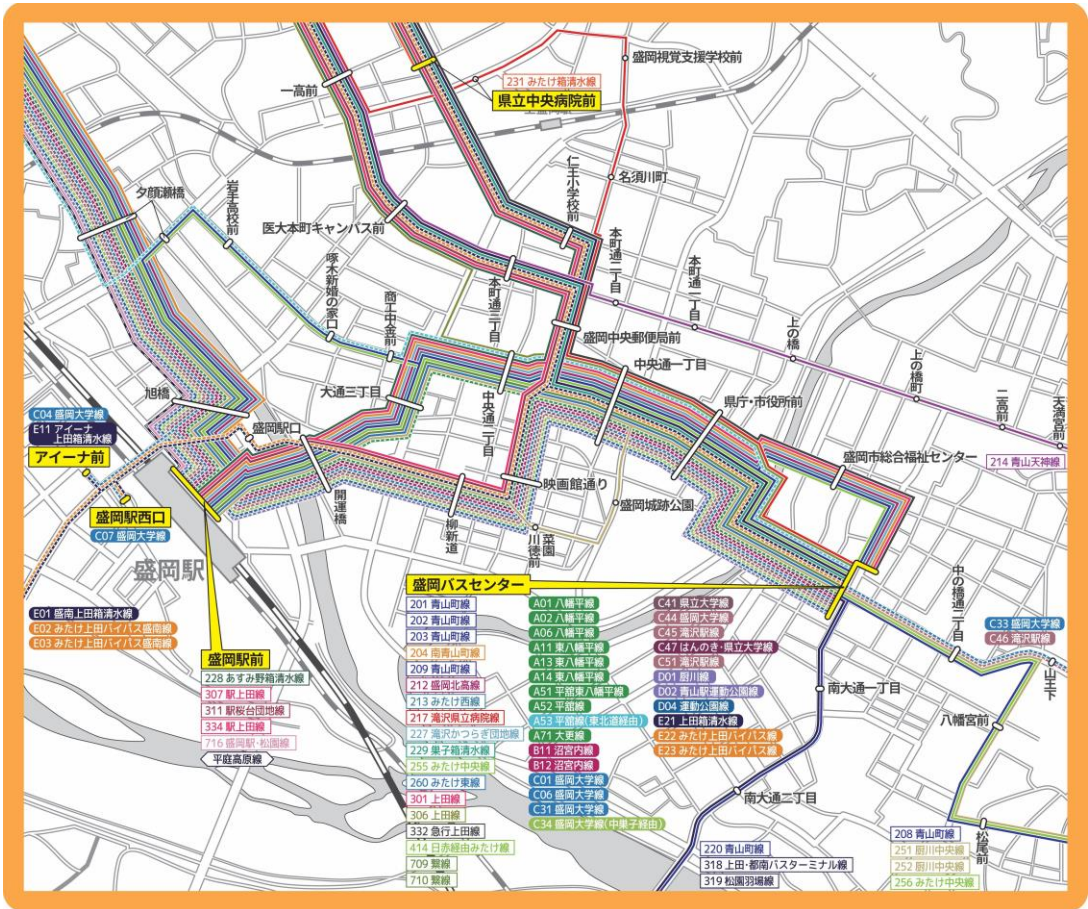 盛岡視覚支援学校前
231 みたけ箱清水線
一高前
県立中央病院前
仁王小学校前
名須川町
夕顔瀬橋
岩手高校前
医大本町キャンパス前
本町通二丁目
本町通一丁目
啄木新婚の家口
商工中金前
本町通三丁目
盛岡中央郵便局前
上の橋
上の橋町
中央通一丁目
二高前
天満宮前
旭橋
大通三丁目
中央通二丁目
県庁・市役所前
C04 盛岡大学線
E11 アイーナ
上田箱清水線
盛岡駅口
盛岡市総合福祉センター
214 青山天神線
アイーナ前
盛岡駅西口
C07 盛岡大学線
開運橋
柳新道
映画館通り
菜園
川徳前
盛岡城跡公園
盛岡駅
盛岡バスセンター
中の橋通二丁目
C33 盛岡大学線
C46 滝沢駅線
山王下
E01 盛南上田箱清水線
E02 みたけ上田バイパス盛南線
E03 みたけ上田バイパス盛南線
盛岡駅前
228 あすみ野箱清水線
307 駅上田線
311 駅桜台団地線
334 駅上田線
716 盛岡駅・松園線
平庭高原線
201 青山町線
202 青山町線
203 青山町線
204 南青山町線
209 青山町線
212 盛岡北高線
213 みたけ西線
217 滝沢県立病院線
227 滝沢かつらぎ団地線
229 巣子箱清水線
255 みたけ中央線
260 みたけ東線
301 上田線
306 上田線
332 急行上田線
414 日赤経由みたけ線
709 繋線
710 繋線
A01 八幡平線
A02 八幡平線
A06 八幡平線
A11 東八幡平線
A13 東八幡平線
A14 東八幡平線
A51 平舘東八幡平線
A52 平舘線
A53 平舘線(東北道経由)
A71 大更線
B11 沼宮内線
B12 沼宮内線
C01 盛岡大学線
C06 盛岡大学線
C31 盛岡大学線
C34 盛岡大学線(中巣子経由)
C41 県立大学線
C44 盛岡大学線
C45 滝沢駅線
C47 はんのき・県立大学線
C51 滝沢駅線
D01 厨川線
D02 青山駅運動公園線
D04 運動公園線
E21 上田箱清水線
E22 みたけ上田バイパス線
E23 みたけ上田バイパス線
南大通一丁目
八幡宮前
南大通二丁目
松尾前
220 青山町線
318 上田・都南バスターミナル線
319 松園羽場線
208 青山町線
251 厨川中央線
252 厨川中央線
256 みたけ中央線